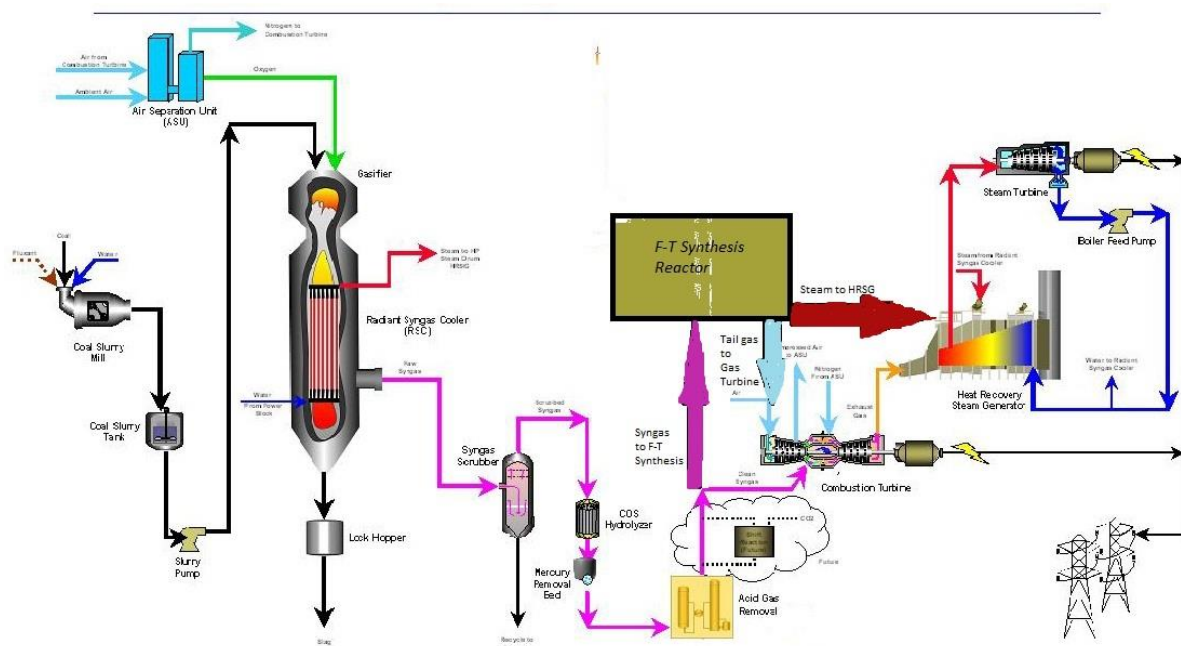 Nitrogen to
Combustion Turbine
Air from
Combustion Turbine
Oxygen
Ambient Air
Air Separation Unit
(ASU)
Gasifier
Coal
Fluxant
Water
Steam to HP
Steam Drum
HRSG
Coal Slurry
Mill
Radiant Syngas Cooler
(RSC)
Raw
Syngas
Water
From Power
Block
Coal Slurry
Tank
Slurry
Pump
Lock Hopper
Slag
Scrubbed
Syngas
Syngas
Scrubber
Recycle to
COS
Hydrolyzer
Mercury
Removal
Bed
Acid Gas
Removal
CO2
Shift
Reactor
(Future)
Future
Clean
Syngas
Syngas
to F-T
Synthesis
F-T Synthesis
Reactor
Steam to HRSG
Tail gas
to
Gas
Turbine
Air
mpressed Air
to ASU
Nitrogen
From ASU
Exhaust
Gas
Combustion Turbine
Steam Turbine
Boiler Feed Pump
Steam from Radiant
Syngas Cooler
Water to Radiant
Syngas Cooler
Heat Recovery
Steam Generator